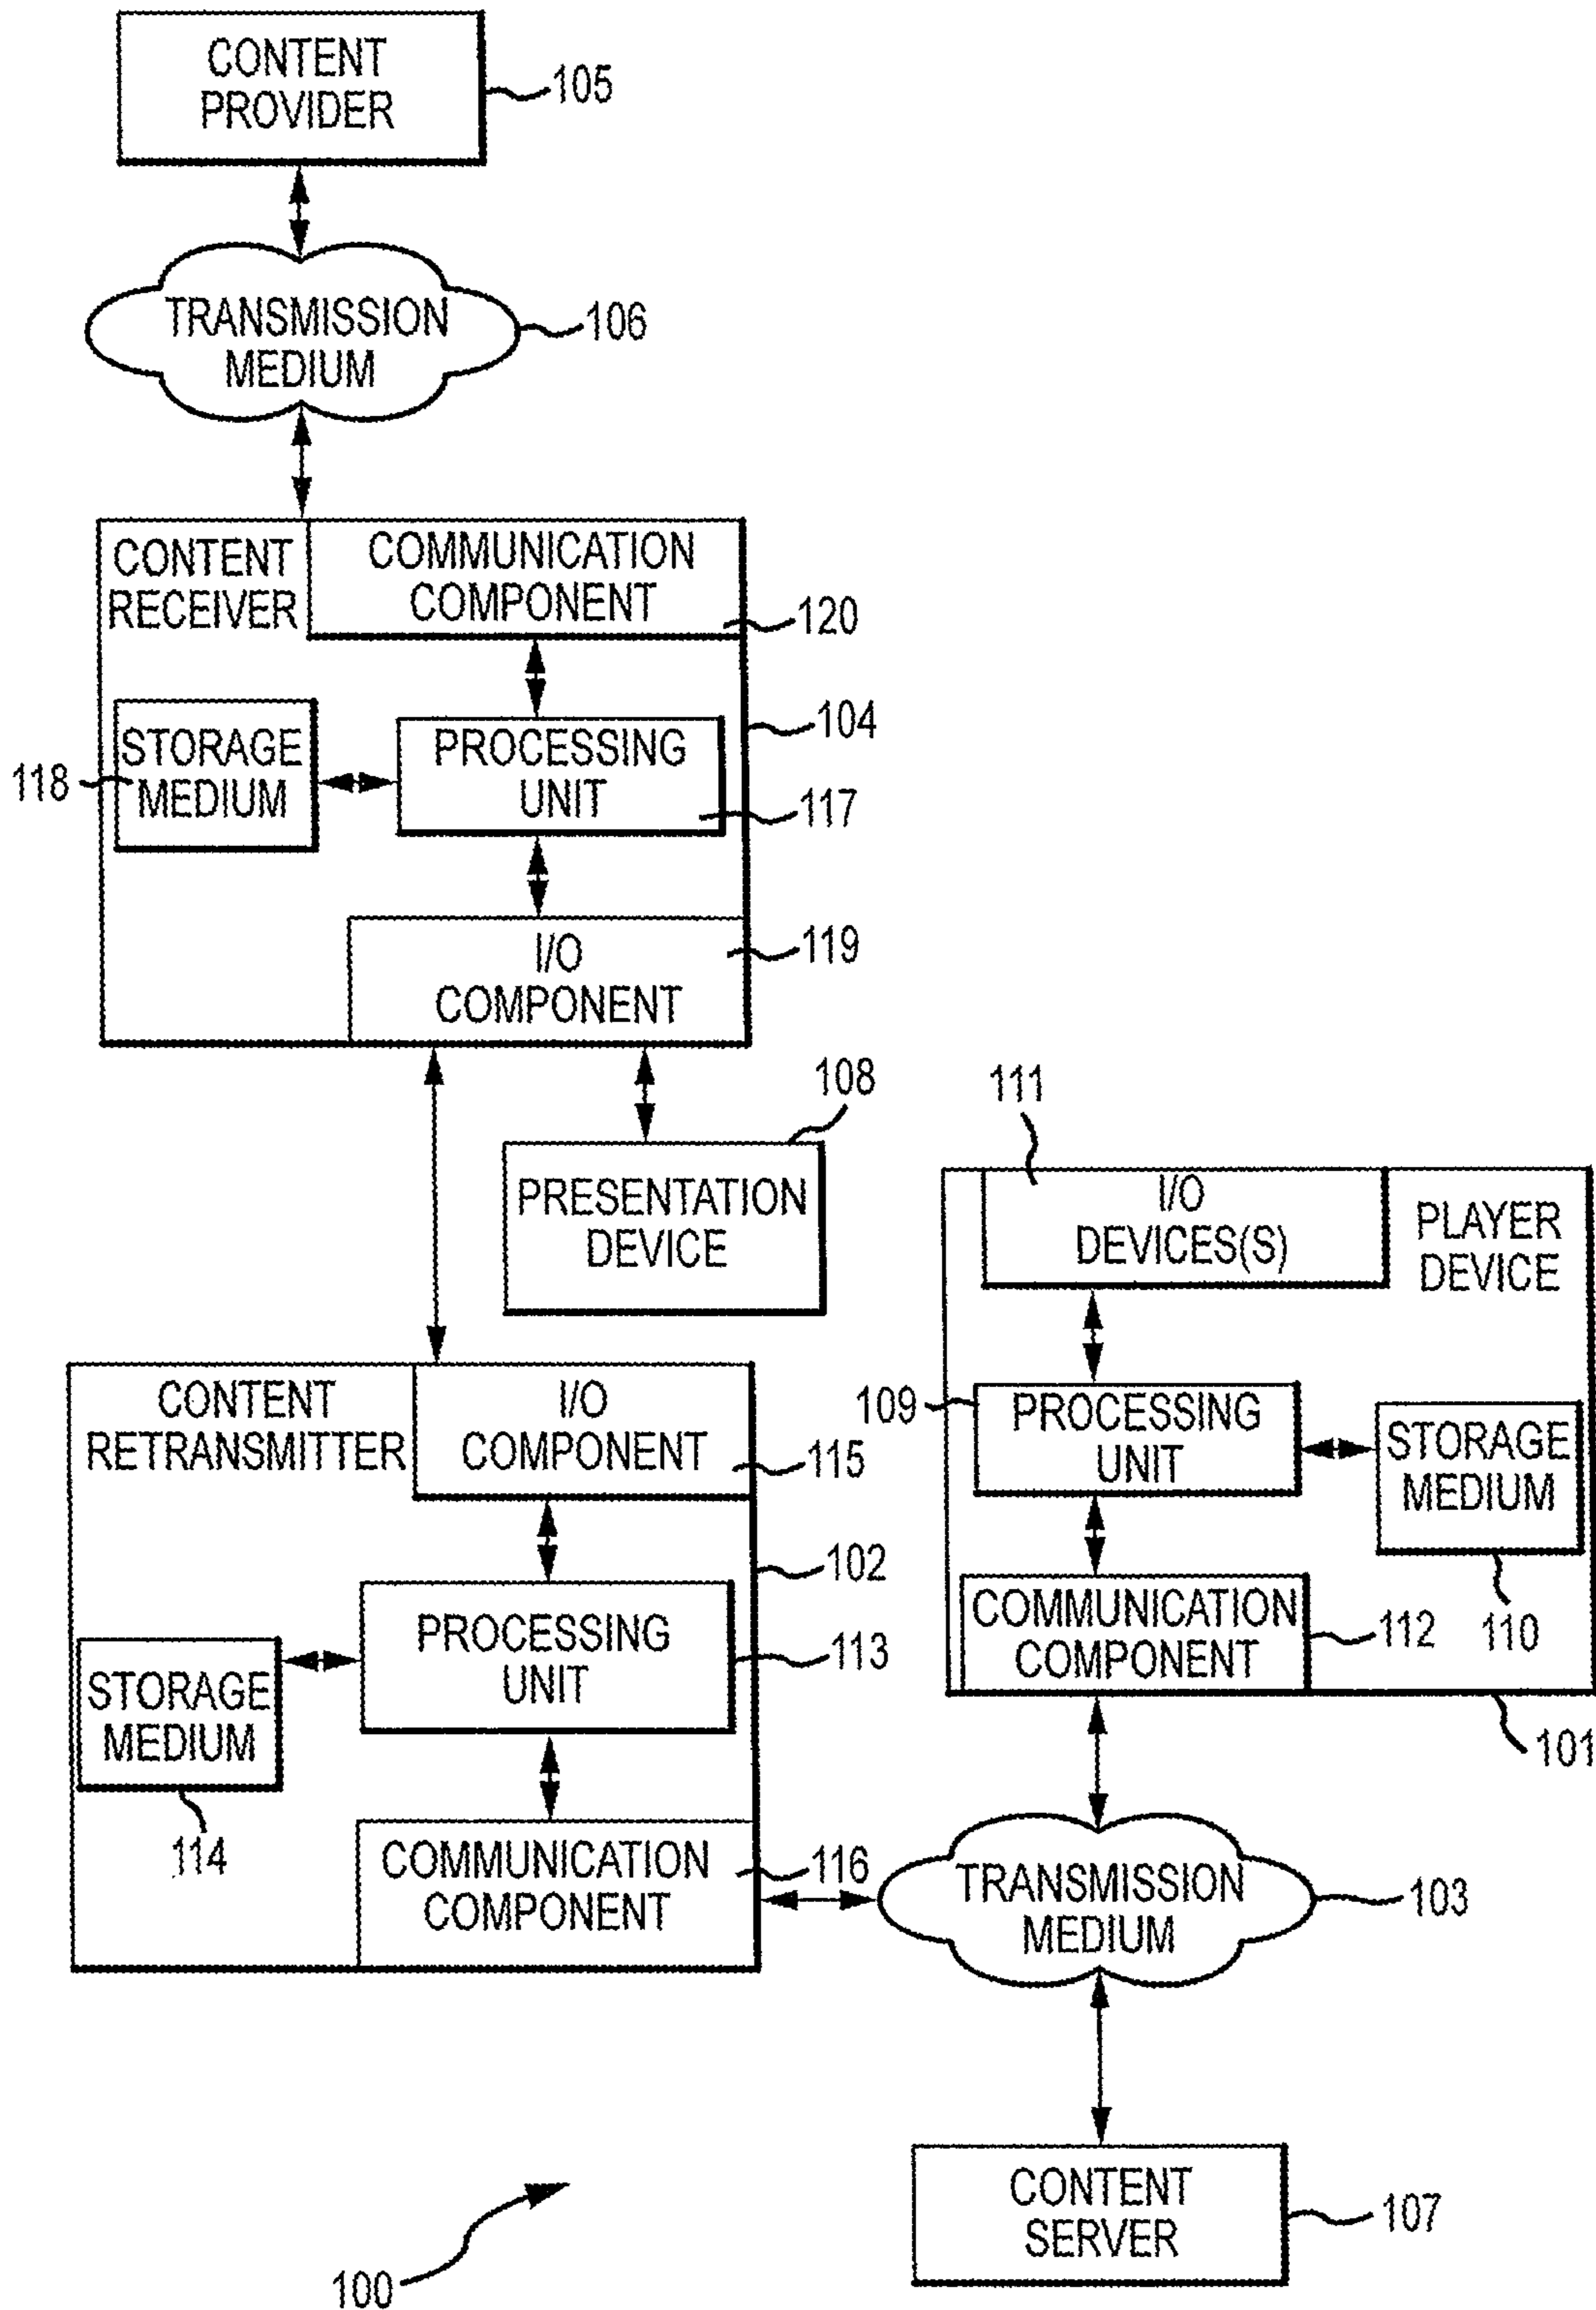 CONTENT
PROVIDER
105
TRANSMISSION
MEDIUM
106
CONTENT
RECEIVER
COMMUNICATION
COMPONENT
120
STORAGE
MEDIUM
118
PROCESSING
UNIT
104
117
I/O
COMPONENT
119
108
PRESENTATION
DEVICE
111
I/O
DEVICES(S)
PLAYER
DEVICE
109
PROCESSING
UNIT
STORAGE
MEDIUM
110
COMMUNICATION
COMPONENT
112
101
CONTENT
RETRANSMITTER
I/O
COMPONENT
115
102
PROCESSING
UNIT
113
STORAGE
MEDIUM
114
COMMUNICATION
COMPONENT
116
TRANSMISSION
MEDIUM
103
CONTENT
SERVER
107
100